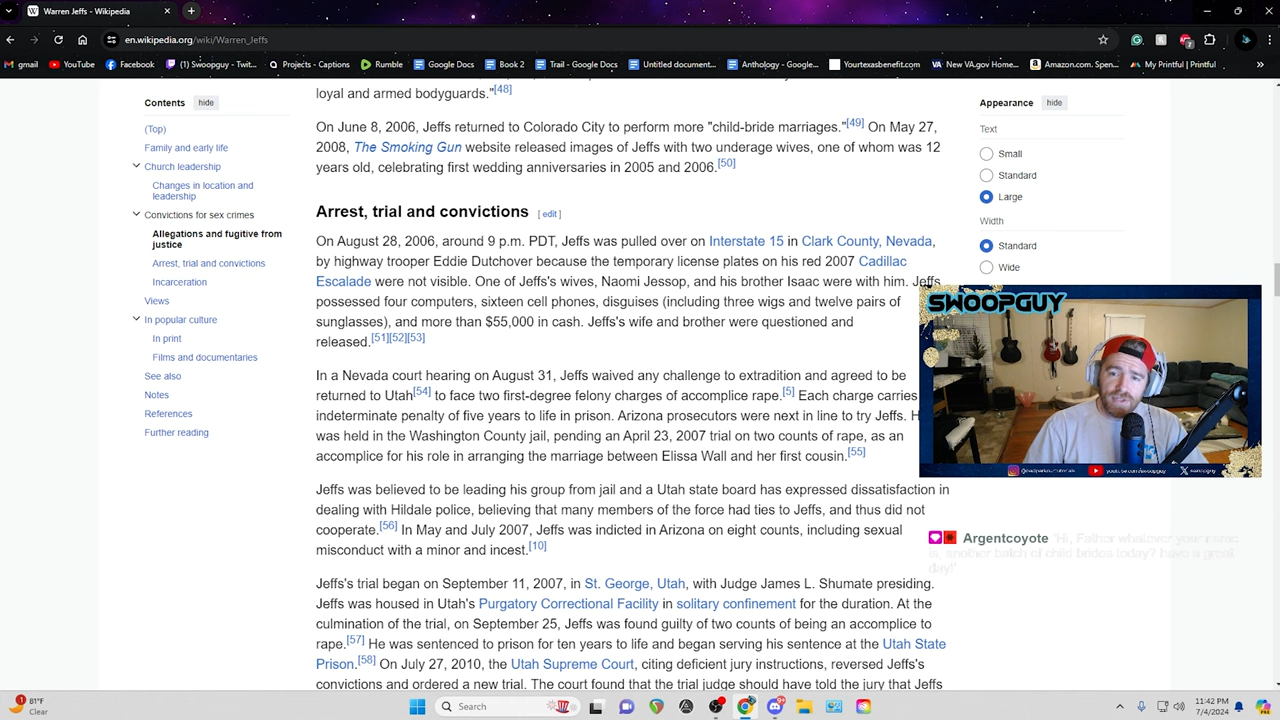 Warren Jeffs - Wikipedia
en.wikipedia.org/wiki/Warren_Jeffs
gmail YouTube Facebook Swoopguy - Twit... Projects - Captions Rumble Google Docs Book 2 Trail - Google Docs Untitled document... Anthology - Google... Yourtexasbenefit.com New VA.gov Home... Amazon.com. Spen... My Printful | Printful
Contents hide
(Top)
Family and early life
Church leadership
Changes in location and
leadership
Convictions for sex crimes
Allegations and fugitive from
justice
Arrest, trial and convictions
Incarceration
Views
In popular culture
In print
Films and documentaries
See also
Notes
References
Further reading
loyal and armed bodyguards."[48]
On June 8, 2006, Jeffs returned to Colorado City to perform more "child-bride marriages."[49] On May 27,
2008, The Smoking Gun website released images of Jeffs with two underage wives, one of whom was 12
years old, celebrating first wedding anniversaries in 2005 and 2006.[50]
Arrest, trial and convictions [ edit ]
On August 28, 2006, around 9 p.m. PDT, Jeffs was pulled over on Interstate 15 in Clark County, Nevada,
by highway trooper Eddie Dutchover because the temporary license plates on his red 2007 Cadillac
Escalade were not visible. One of Jeffs's wives, Naomi Jessop, and his brother Isaac were with him. Jeffs
possessed four computers, sixteen cell phones, disguises (including three wigs and twelve pairs of
sunglasses), and more than $55,000 in cash. Jeffs's wife and brother were questioned and
released.[51][52][53]
In a Nevada court hearing on August 31, Jeffs waived any challenge to extradition and agreed to be
returned to Utah[54] to face two first-degree felony charges of accomplice rape.[5] Each charge carries
indeterminate penalty of five years to life in prison. Arizona prosecutors were next in line to try Jeffs. H
was held in the Washington County jail, pending an April 23, 2007 trial on two counts of rape, as an
accomplice for his role in arranging the marriage between Elissa Wall and her first cousin.[55]
Jeffs was believed to be leading his group from jail and a Utah state board has expressed dissatisfaction in
dealing with Hildale police, believing that many members of the force had ties to Jeffs, and thus did not
cooperate.[56] In May and July 2007, Jeffs was indicted in Arizona on eight counts, including sexual
misconduct with a minor and incest.[10]
Jeffs's trial began on September 11, 2007, in St. George, Utah, with Judge James L. Shumate presiding.
Jeffs was housed in Utah's Purgatory Correctional Facility in solitary confinement for the duration. At the
culmination of the trial, on September 25, Jeffs was found guilty of two counts of being an accomplice to
rape.[57] He was sentenced to prison for ten years to life and began serving his sentence at the Utah State
Prison.[58] On July 27, 2010, the Utah Supreme Court, citing deficient jury instructions, reversed Jeffs's
convictions and ordered a new trial. The court found that the trial judge should have told the jury that Jeffs
Appearance hide
Text
Small
Standard
Large
Width
Standard
Wide
SWOOPGUY
Argentcoyote 'Hi, Father whatever your name
is, another batch of child brides today? have a great
day!'
81°F
Clear
Search
11:42 PM
7/4/2024